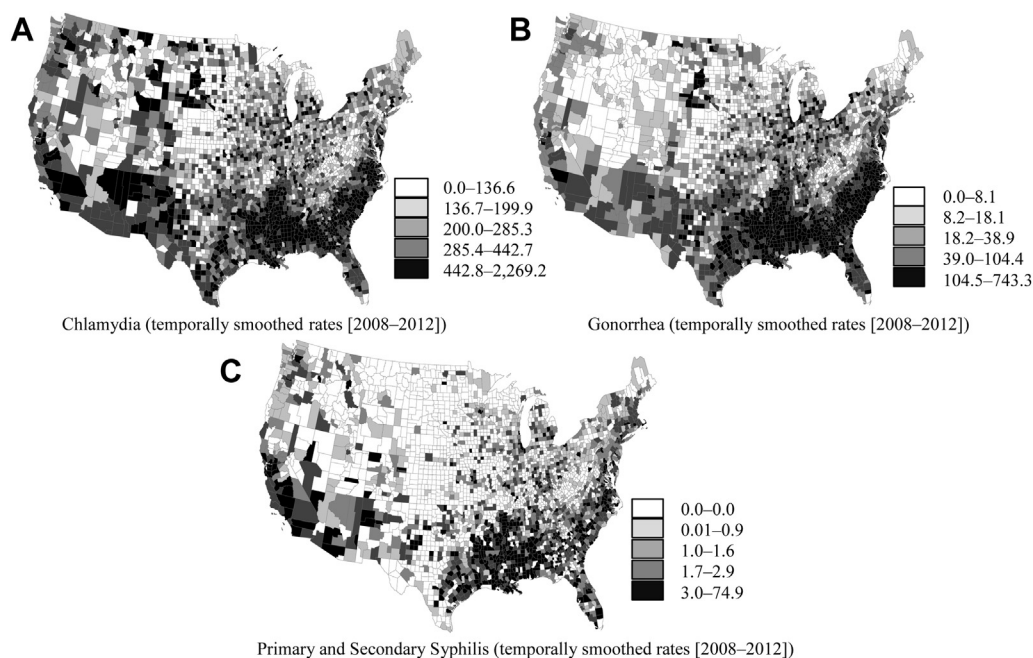 A
0.0–136.6
136.7–199.9
200.0–285.3
285.4–442.7
442.8–2,269.2
Chlamydia (temporally smoothed rates [2008–2012])
B
0.0–8.1
8.2–18.1
18.2–38.9
39.0–104.4
104.5–743.3
Gonorrhea (temporally smoothed rates [2008–2012])
C
0.0–0.0
0.01–0.9
1.0–1.6
1.7–2.9
3.0–74.9
Primary and Secondary Syphilis (temporally smoothed rates [2008–2012])